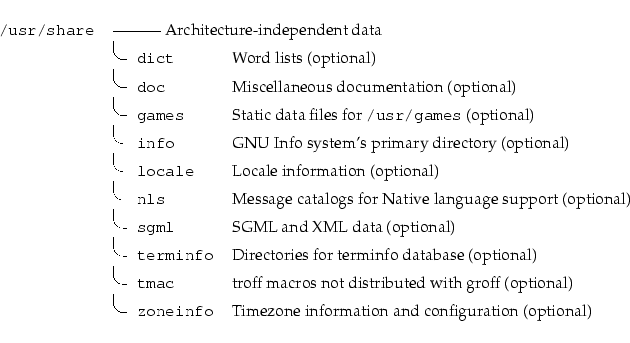 /usr/share Architecture-independent data
dict Word lists (optional)
doc Miscellaneous documentation (optional)
games Static data files for /usr/games (optional)
info GNU Info system's primary directory (optional)
locale Locale information (optional)
nls Message catalogs for Native language support (optional)
sgml SGML and XML data (optional)
terminfo Directories for terminfo database (optional)
tmac troff macros not distributed with groff (optional)
zoneinfo Timezone information and configuration (optional)